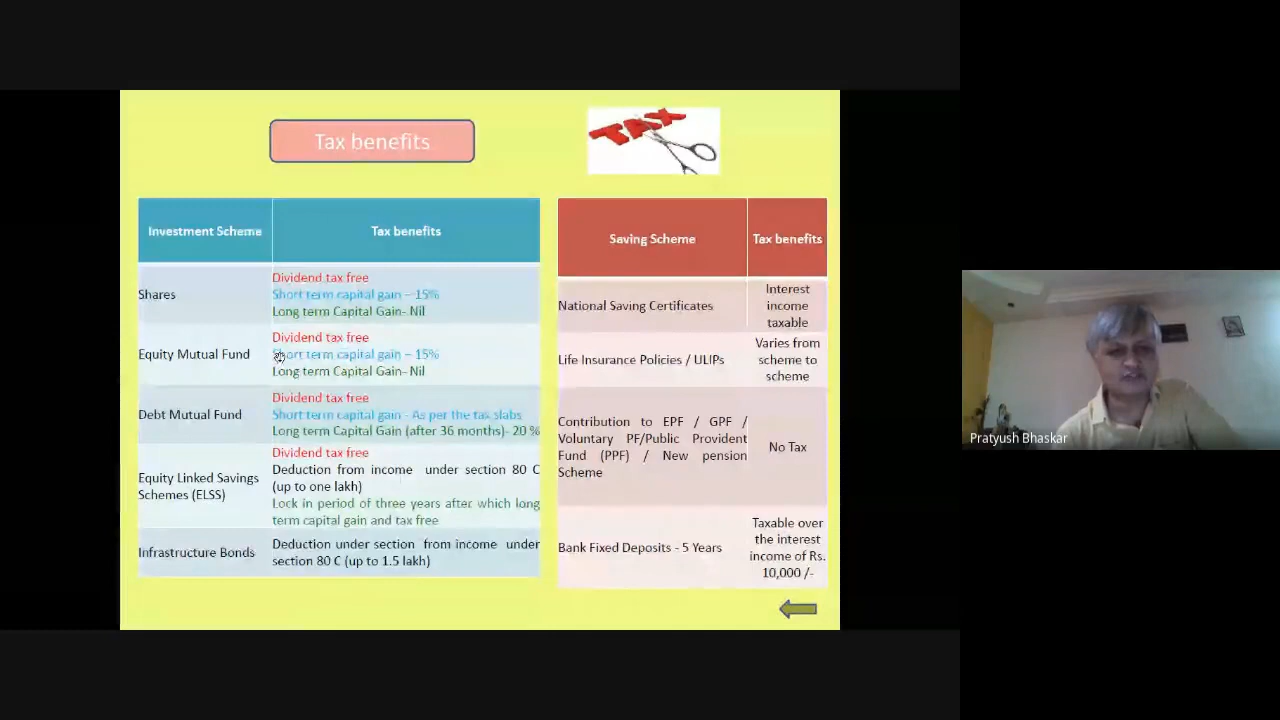 Tax benefits
TAX
Investment Scheme
Tax benefits
Shares
Dividend tax free
Short term capital gain – 15%
Long term Capital Gain- Nil
Equity Mutual Fund
Dividend tax free
Short term capital gain – 15%
Long term Capital Gain- Nil
Debt Mutual Fund
Dividend tax free
Short term capital gain - As per the tax slabs
Long term Capital Gain (after 36 months)- 20 %
Equity Linked Savings
Schemes (ELSS)
Dividend tax free
Deduction from income under section 80 C
(up to one lakh)
Lock in period of three years after which long
term capital gain and tax free
Infrastructure Bonds
Deduction under section from income under
section 80 C (up to 1.5 lakh)
Saving Scheme
Tax benefits
National Saving Certificates
Interest
income
taxable
Life Insurance Policies / ULIPs
Varies from
scheme to
scheme
Contribution to EPF / GPF /
Voluntary PF/Public Provident
Fund (PPF) / New pension
Scheme
No Tax
Bank Fixed Deposits - 5 Years
Taxable over
the interest
income of Rs.
10,000 /-
Pratyush Bhaskar